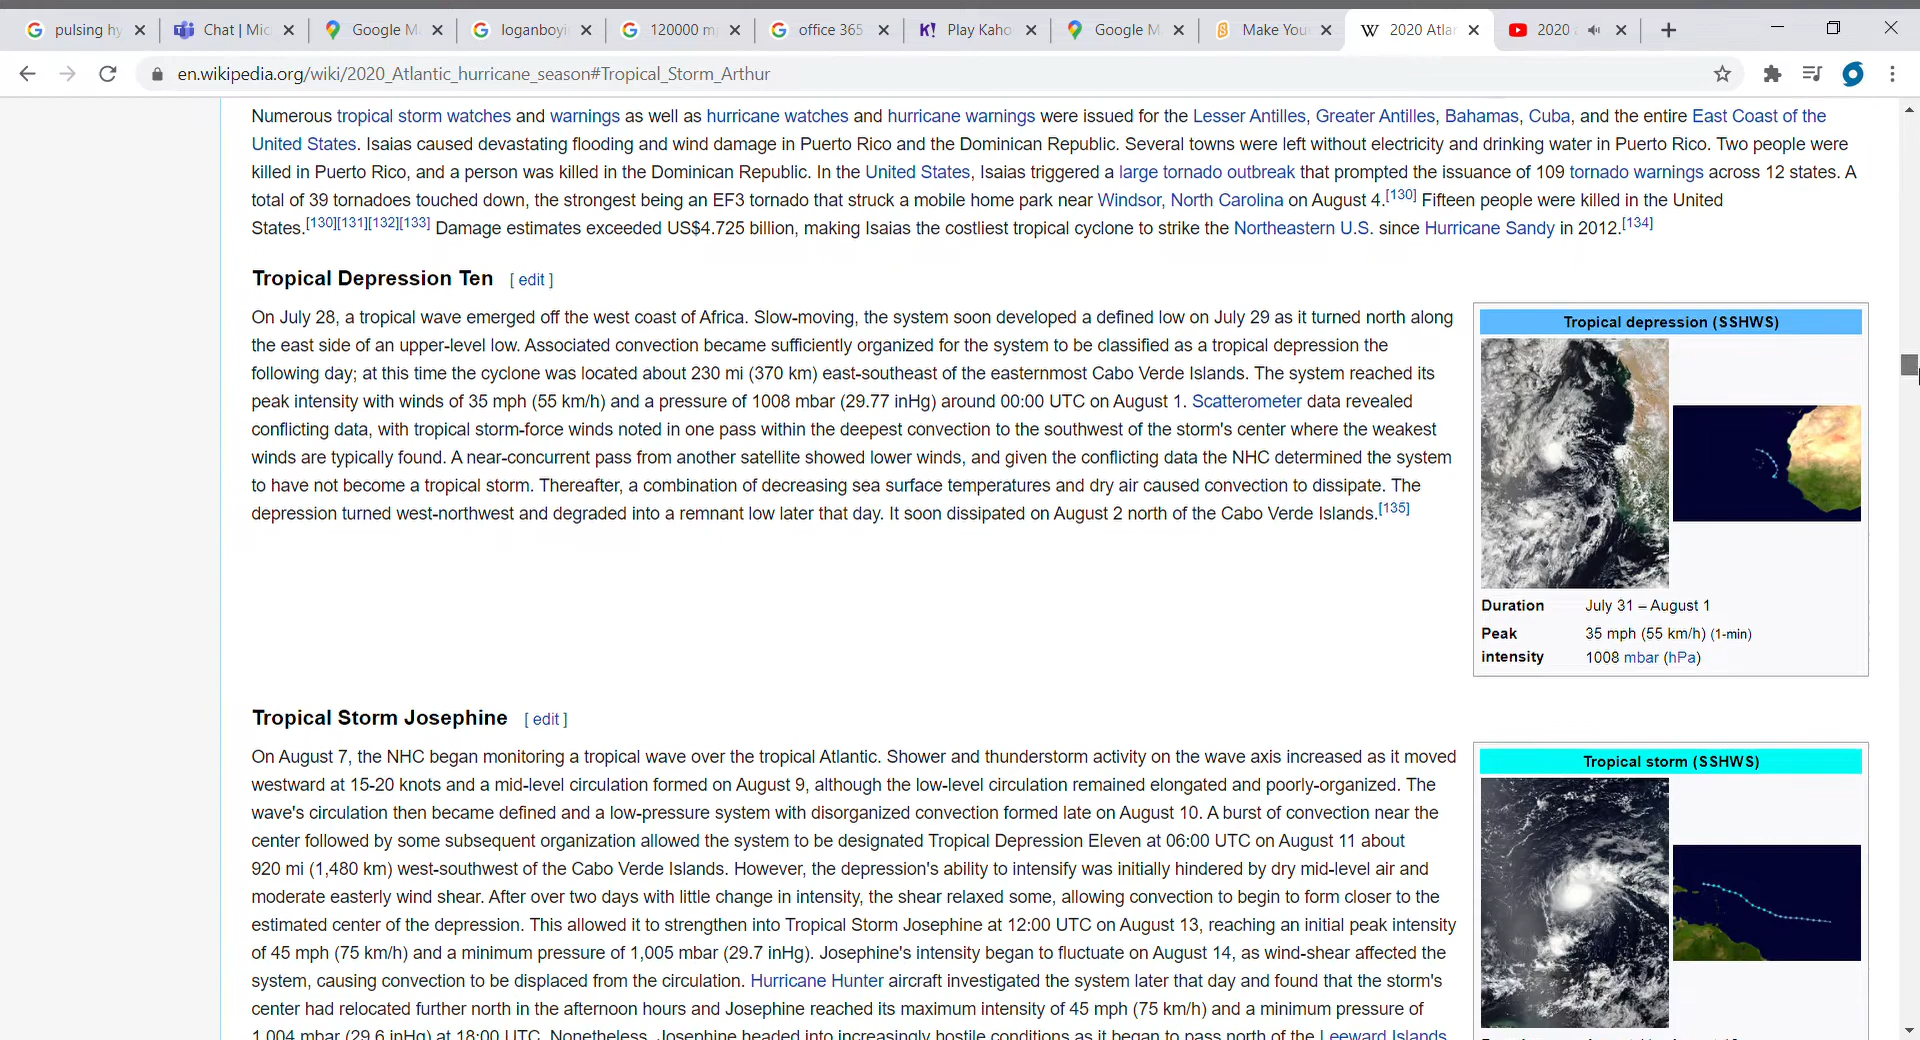 pulsing hy
Chat | Mic
Google M
loganboyi
120000 m
office 365
Play Kaho
Google M
Make You
2020 Atlar
2020
en.wikipedia.org/wiki/2020_Atlantic_hurricane_season#Tropical_Storm_Arthur
Numerous tropical storm watches and warnings as well as hurricane watches and hurricane warnings were issued for the Lesser Antilles, Greater Antilles, Bahamas, Cuba, and the entire East Coast of the
United States. Isaias caused devastating flooding and wind damage in Puerto Rico and the Dominican Republic. Several towns were left without electricity and drinking water in Puerto Rico. Two people were
killed in Puerto Rico, and a person was killed in the Dominican Republic. In the United States, Isaias triggered a large tornado outbreak that prompted the issuance of 109 tornado warnings across 12 states. A
total of 39 tornadoes touched down, the strongest being an EF3 tornado that struck a mobile home park near Windsor, North Carolina on August 4.[130] Fifteen people were killed in the United
States.[130][131][132][133] Damage estimates exceeded US$4.725 billion, making Isaias the costliest tropical cyclone to strike the Northeastern U.S. since Hurricane Sandy in 2012.[134]
Tropical Depression Ten [ edit ]
On July 28, a tropical wave emerged off the west coast of Africa. Slow-moving, the system soon developed a defined low on July 29 as it turned north along
the east side of an upper-level low. Associated convection became sufficiently organized for the system to be classified as a tropical depression the
following day; at this time the cyclone was located about 230 mi (370 km) east-southeast of the easternmost Cabo Verde Islands. The system reached its
peak intensity with winds of 35 mph (55 km/h) and a pressure of 1008 mbar (29.77 inHg) around 00:00 UTC on August 1. Scatterometer data revealed
conflicting data, with tropical storm-force winds noted in one pass within the deepest convection to the southwest of the storm's center where the weakest
winds are typically found. A near-concurrent pass from another satellite showed lower winds, and given the conflicting data the NHC determined the system
to have not become a tropical storm. Thereafter, a combination of decreasing sea surface temperatures and dry air caused convection to dissipate. The
depression turned west-northwest and degraded into a remnant low later that day. It soon dissipated on August 2 north of the Cabo Verde Islands.[135]
Tropical depression (SSHWS)
Duration July 31 – August 1
Peak 35 mph (55 km/h) (1-min)
intensity 1008 mbar (hPa)
Tropical Storm Josephine [ edit ]
On August 7, the NHC began monitoring a tropical wave over the tropical Atlantic. Shower and thunderstorm activity on the wave axis increased as it moved
westward at 15-20 knots and a mid-level circulation formed on August 9, although the low-level circulation remained elongated and poorly-organized. The
wave's circulation then became defined and a low-pressure system with disorganized convection formed late on August 10. A burst of convection near the
center followed by some subsequent organization allowed the system to be designated Tropical Depression Eleven at 06:00 UTC on August 11 about
920 mi (1,480 km) west-southwest of the Cabo Verde Islands. However, the depression's ability to intensify was initially hindered by dry mid-level air and
moderate easterly wind shear. After over two days with little change in intensity, the shear relaxed some, allowing convection to begin to form closer to the
estimated center of the depression. This allowed it to strengthen into Tropical Storm Josephine at 12:00 UTC on August 13, reaching an initial peak intensity
of 45 mph (75 km/h) and a minimum pressure of 1,005 mbar (29.7 inHg). Josephine's intensity began to fluctuate on August 14, as wind-shear affected the
system, causing convection to be displaced from the circulation. Hurricane Hunter aircraft investigated the system later that day and found that the storm's
center had relocated further north in the afternoon hours and Josephine reached its maximum intensity of 45 mph (75 km/h) and a minimum pressure of
1,004 mbar (29.6 inHg) at 18:00 UTC. Nonetheless, Josephine headed into increasingly hostile conditions as it began to pass north of the Leeward Islands.
Tropical storm (SSHWS)